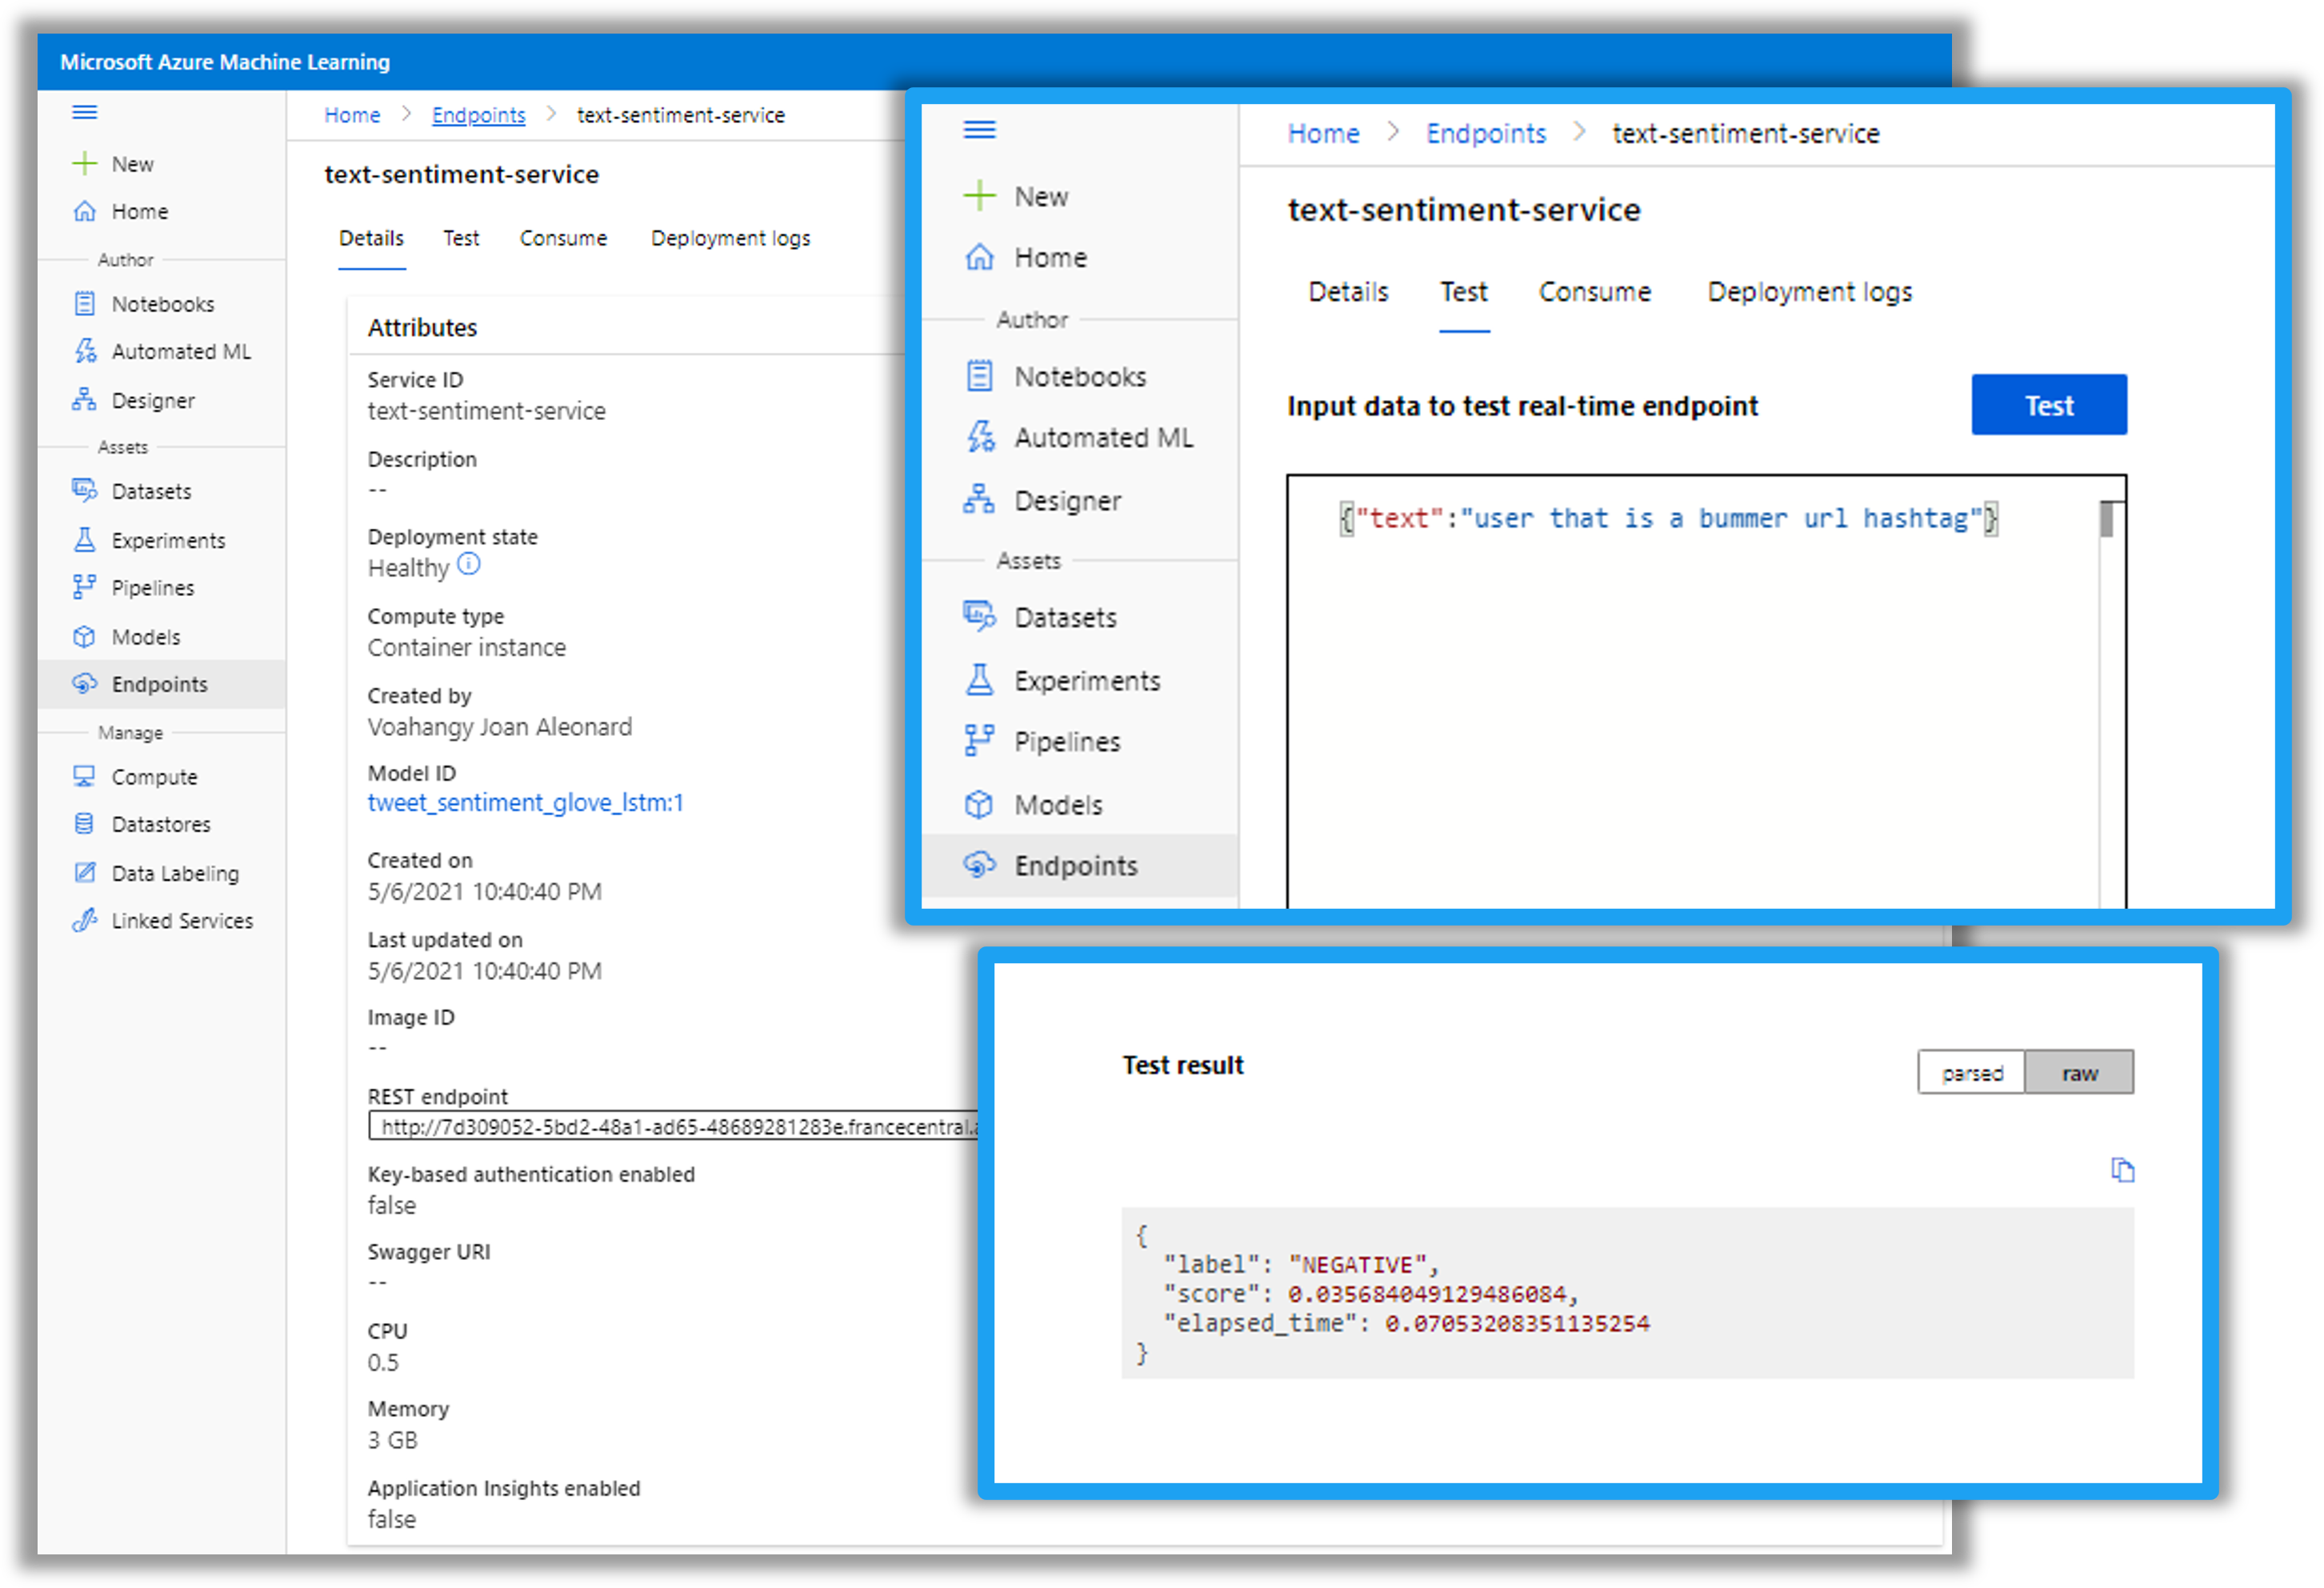 Microsoft Azure Machine Learning
New
Home
Author
Notebooks
Automated ML
Designer
Assets
Datasets
Experiments
Pipelines
Models
Endpoints
Manage
Compute
Datastores
Data Labeling
Linked Services
Home > Endpoints > text-sentiment-service
text-sentiment-service
Details Test Consume Deployment logs
Attributes
Service ID
text-sentiment-service
Description
--
Deployment state
Healthy
Compute type
Container instance
Created by
Voahangy Joan Aleonard
Model ID
tweet_sentiment_glove_lstm:1
Created on
5/6/2021 10:40:40 PM
Last updated on
5/6/2021 10:40:40 PM
Image ID
--
REST endpoint
http://7d309052-5bd2-48a1-ad65-48689281283e.francecentral.a
Key-based authentication enabled
false
Swagger URI
--
CPU
0.5
Memory
3 GB
Application Insights enabled
false
New
Home
Author
Notebooks
Automated ML
Designer
Assets
Datasets
Experiments
Pipelines
Models
Endpoints
Home > Endpoints > text-sentiment-service
text-sentiment-service
Details Test Consume Deployment logs
Input data to test real-time endpoint
Test
{"text":"user that is a bummer url hashtag"}
Test result
parsed raw
{
"label": "NEGATIVE",
"score": 0.035684049129486084,
"elapsed_time": 0.07053208351135254
}